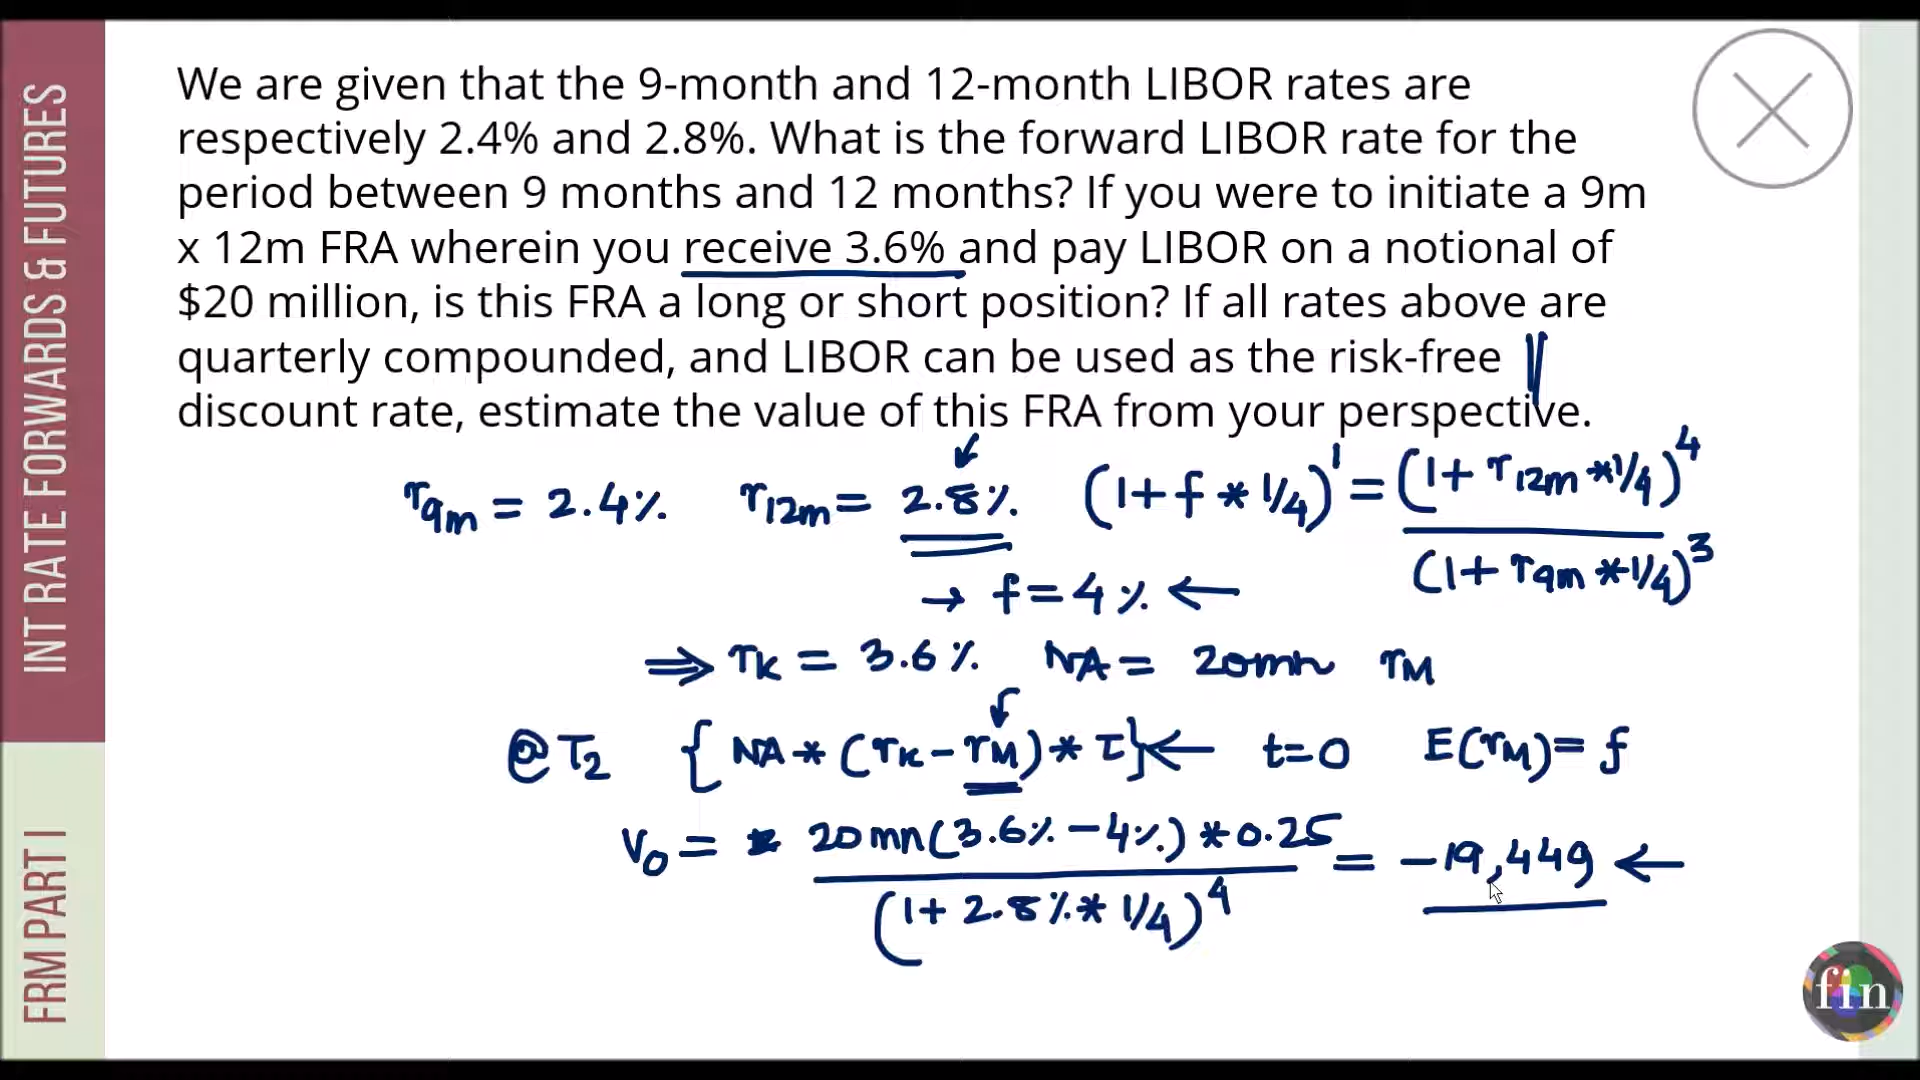 INT RATE FORWARDS & FUTURES
FRM PART I
We are given that the 9-month and 12-month LIBOR rates are
respectively 2.4% and 2.8%. What is the forward LIBOR rate for the
period between 9 months and 12 months? If you were to initiate a 9m
x 12m FRA wherein you receive 3.6% and pay LIBOR on a notional of
$20 million, is this FRA a long or short position? If all rates above are
quarterly compounded, and LIBOR can be used as the risk-free
discount rate, estimate the value of this FRA from your perspective.
r9m = 2.4% r12m = 2.8% (1+f*1/4)^1 = (1+r12m*1/4)^4
(1+r9m*1/4)^3
→ f=4% ←
⇒ rK = 3.6% NA = 20mn rM
@T2 {NA*(rK-rM)*τ} ← t=0 E(rM)= f
V0 = * 20mn(3.6%-4%)*0.25 = -19,449 ←
(1+2.8%*1/4)^4
fin